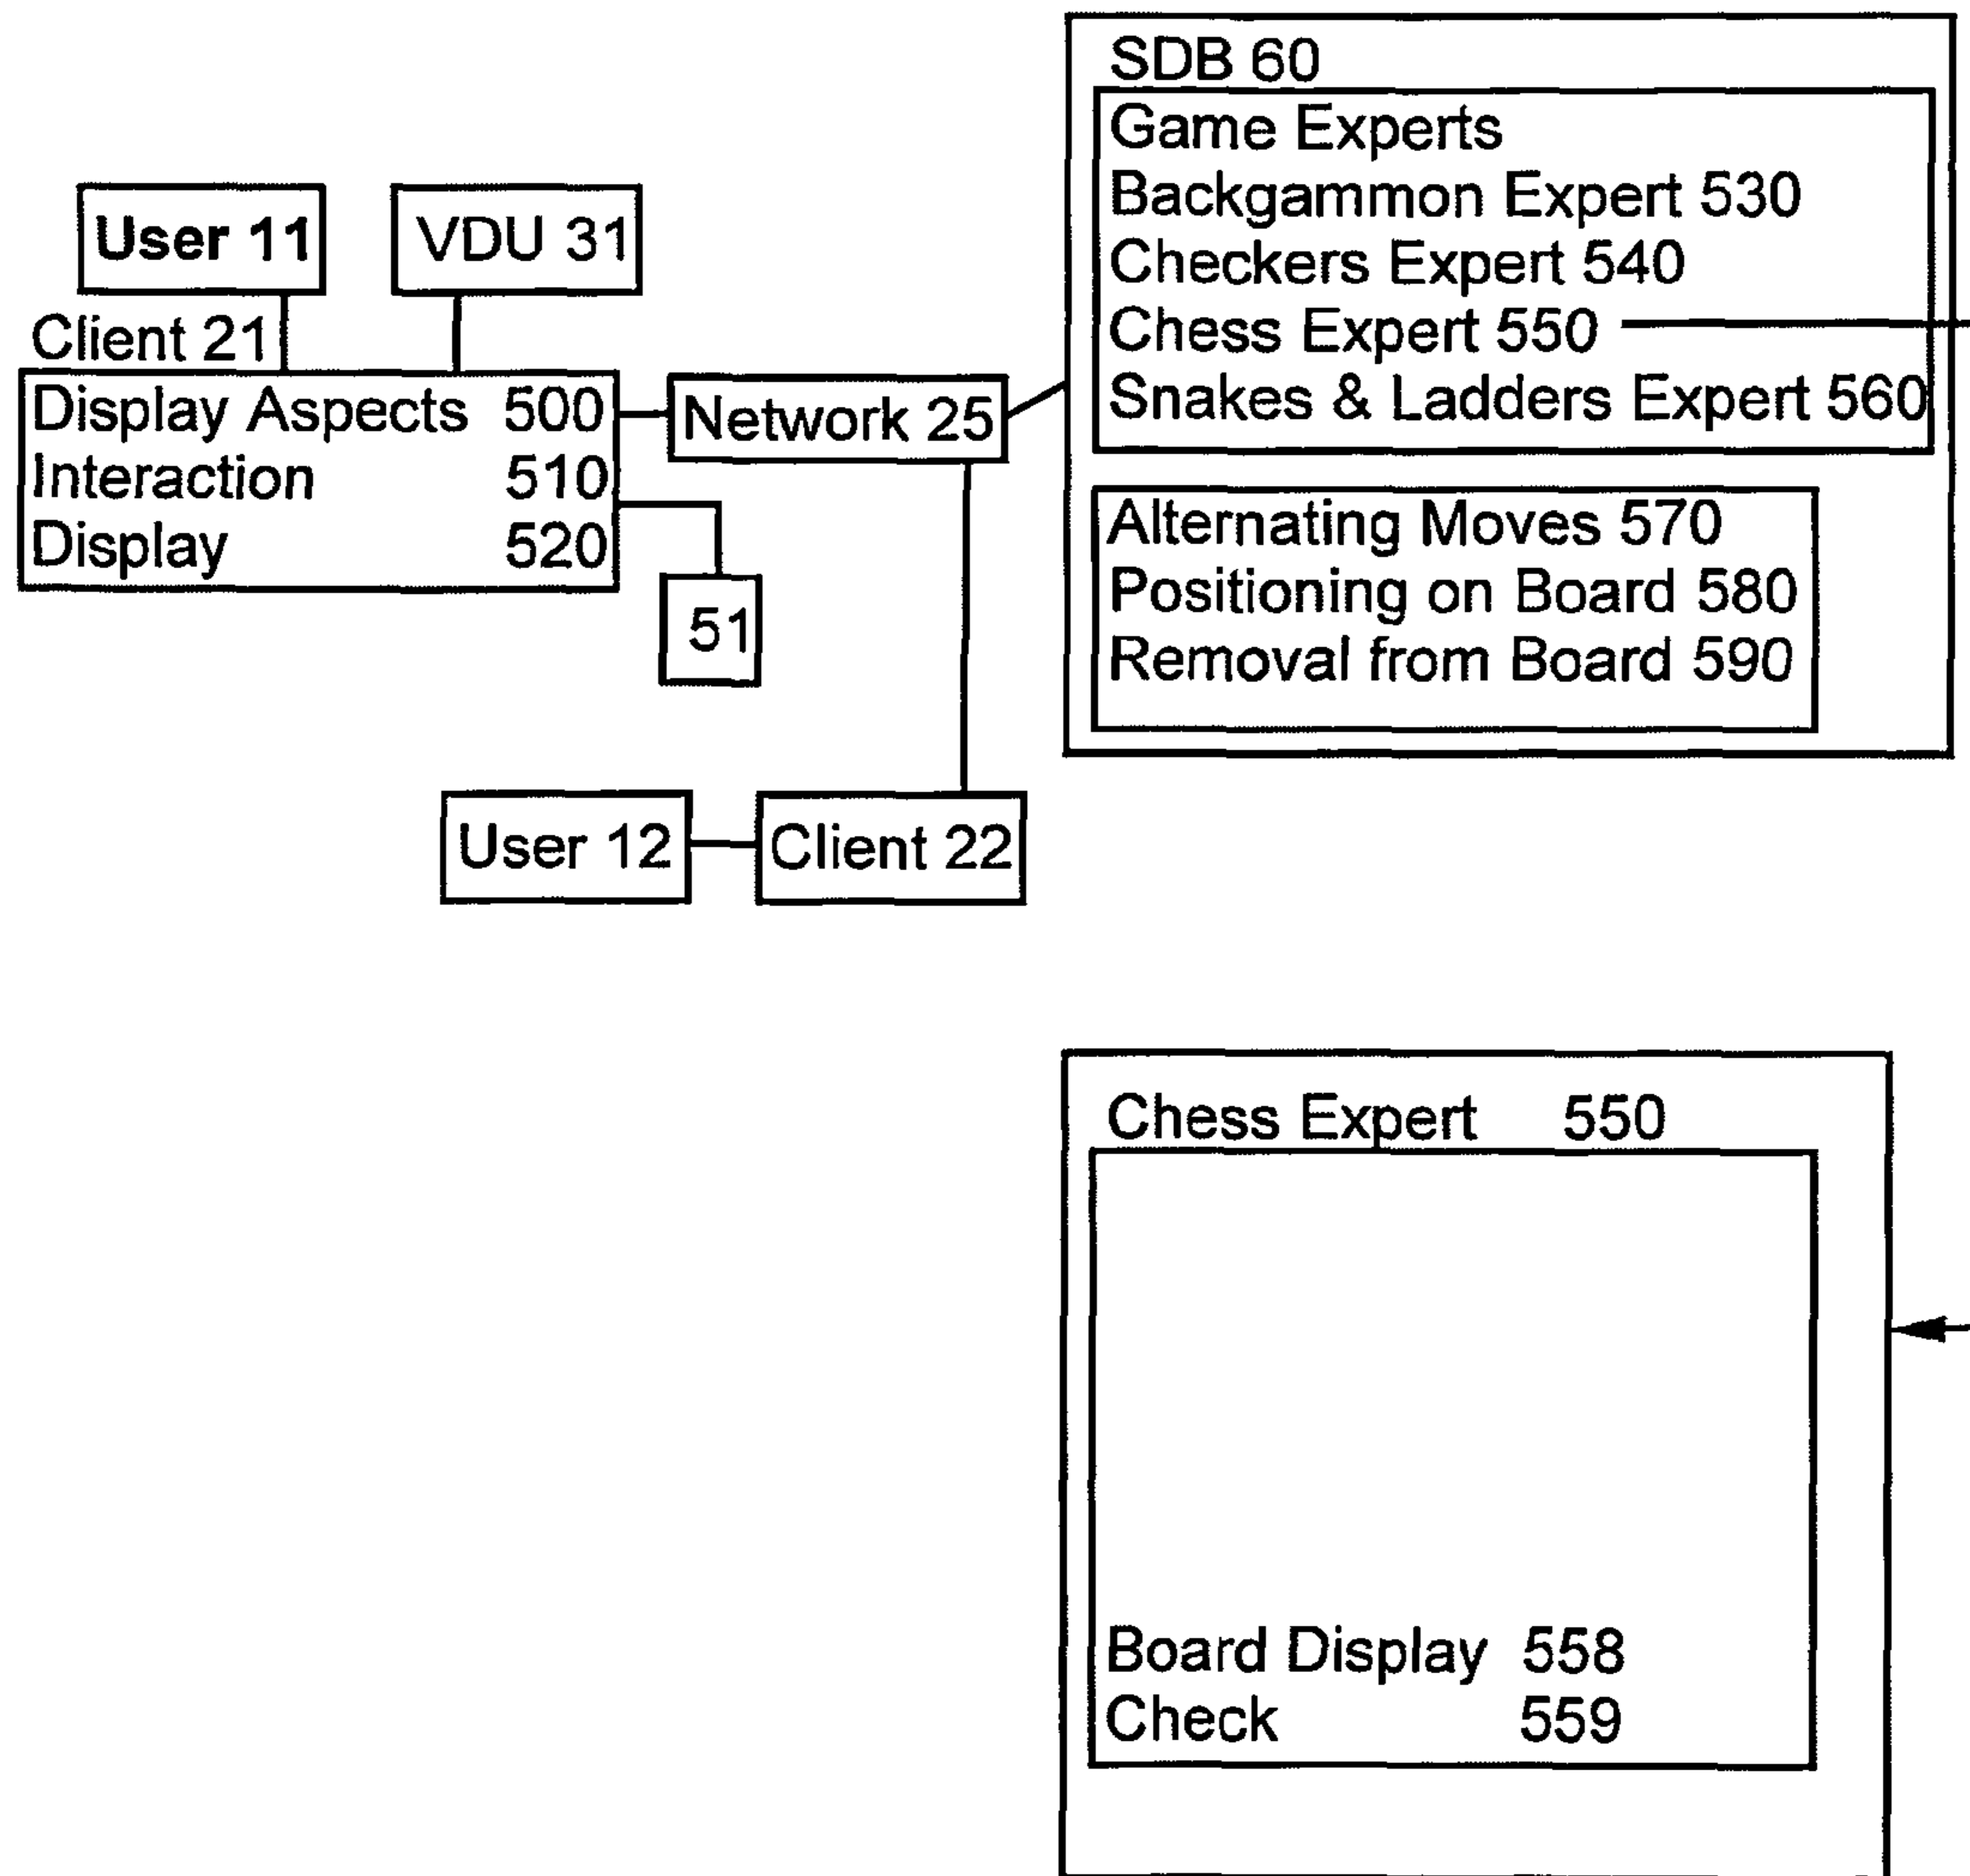 SDB 60
Game Experts
Backgammon Expert 530
Checkers Expert 540
Chess Expert 550
Snakes & Ladders Expert 560
Alternating Moves 570
Positioning on Board 580
Removal from Board 590
User 11
VDU 31
Client 21
Display Aspects 500
Interaction 510
Display 520
Network 25
51
User 12
Client 22
Chess Expert 550
Board Display 558
Check 559